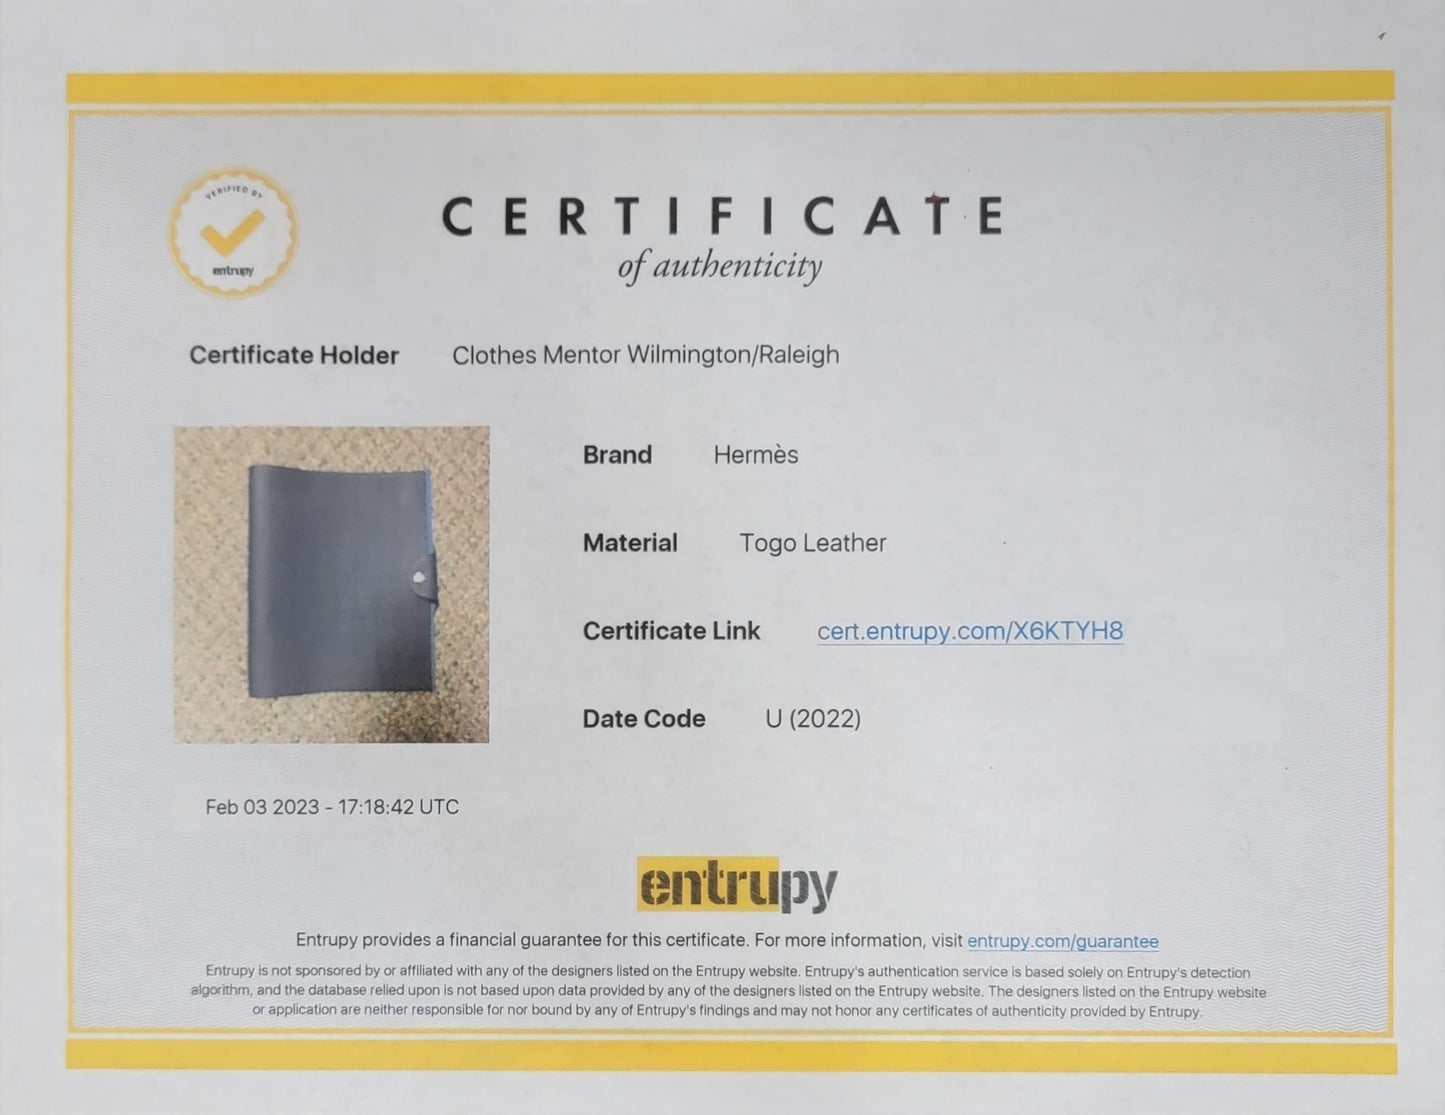 VERIFIED BY
entrupy
CERTIFICATE
of authenticity
Certificate Holder Clothes Mentor Wilmington/Raleigh
Brand Hermès
Material Togo Leather
Certificate Link cert.entrupy.com/X6KTYH8
Date Code U (2022)
Feb 03 2023 - 17:18:42 UTC
entrupy
Entrupy provides a financial guarantee for this certificate. For more information, visit entrupy.com/guarantee
Entrupy is not sponsored by or affiliated with any of the designers listed on the Entrupy website. Entrupy's authentication service is based solely on Entrupy's detection
algorithm, and the database relied upon is not based upon data provided by any of the designers listed on the Entrupy website. The designers listed on the Entrupy website
or application are neither responsible for nor bound by any of Entrupy's findings and may not honor any certificates of authenticity provided by Entrupy.